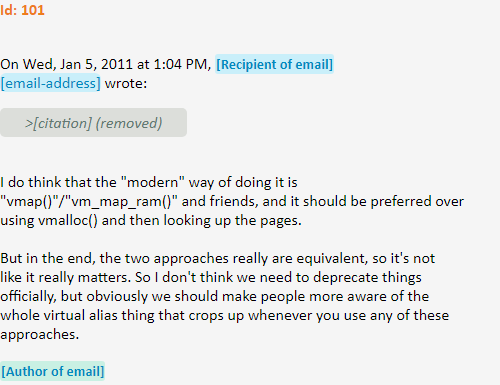 Id: 101
On Wed, Jan 5, 2011 at 1:04 PM, [Recipient of email]
[email-address] wrote:
>[citation] (removed)
I do think that the "modern" way of doing it is
"vmap()"/"vm_map_ram()" and friends, and it should be preferred over
using vmalloc() and then looking up the pages.
But in the end, the two approaches really are equivalent, so it's not
like it really matters. So I don't think we need to deprecate things
officially, but obviously we should make people more aware of the
whole virtual alias thing that crops up whenever you use any of these
approaches.
[Author of email]